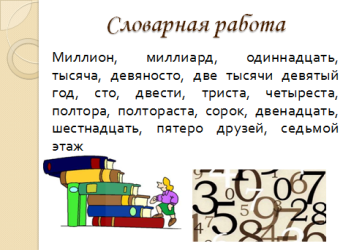 Словарная работа
Миллион, миллиард, одиннадцать,
тысяча, девяносто, две тысячи девятый
год, сто, двести, триста, четыреста,
полтора, полтораста, сорок, двенадцать,
шестнадцать, пятеро друзей, седьмой
этаж